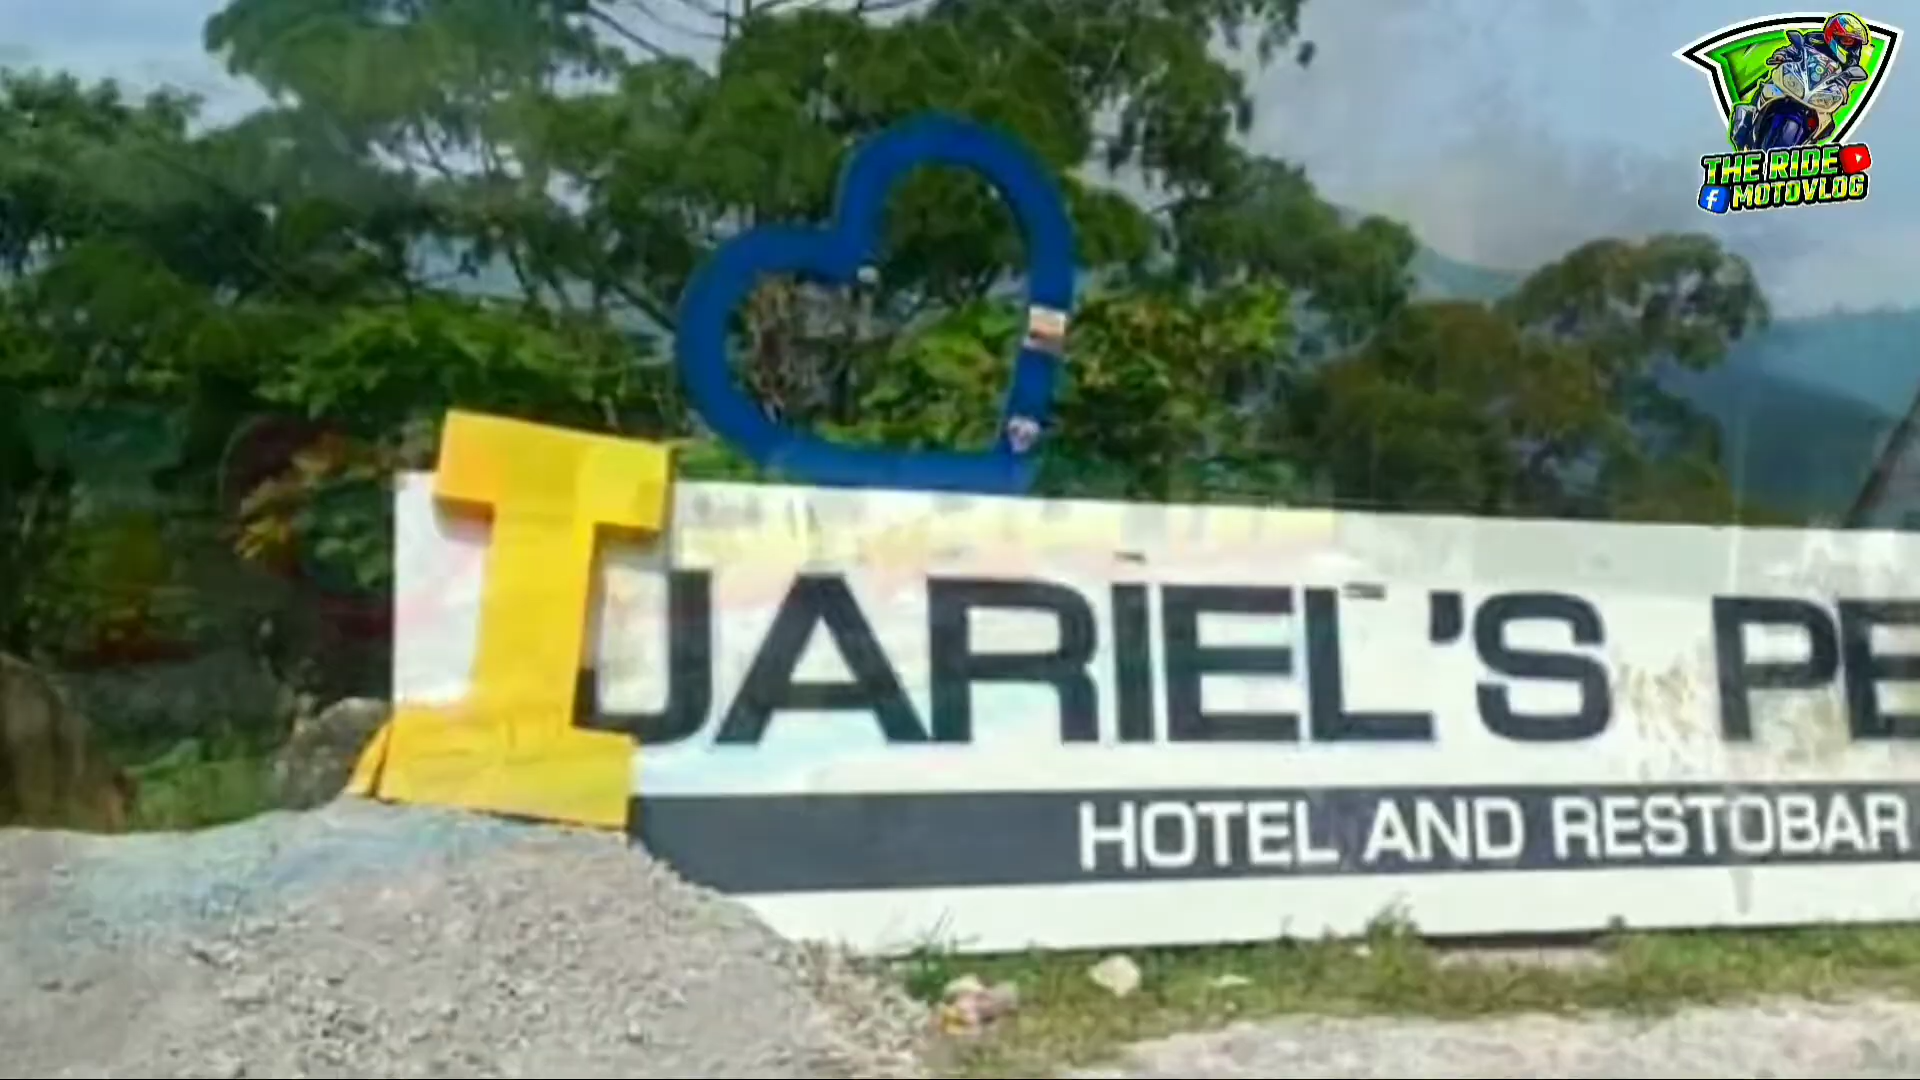 THE RIDE
MOTOVLOG
I
JARIEL'S PE
HOTEL AND RESTOBAR